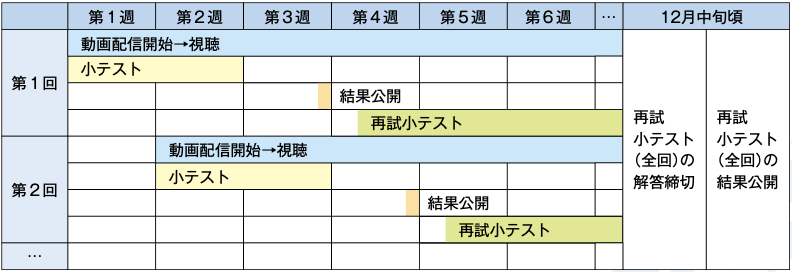 第1週 第2週 第3週 第4週 第5週 第6週 … 12月中旬頃
第1回
動画配信開始→視聴
小テスト
結果公開
再試小テスト
第2回
動画配信開始→視聴
小テスト
結果公開
再試小テスト
…
再試
小テスト
(全回)の
解答締切
再試
小テスト
(全回)の
結果公開